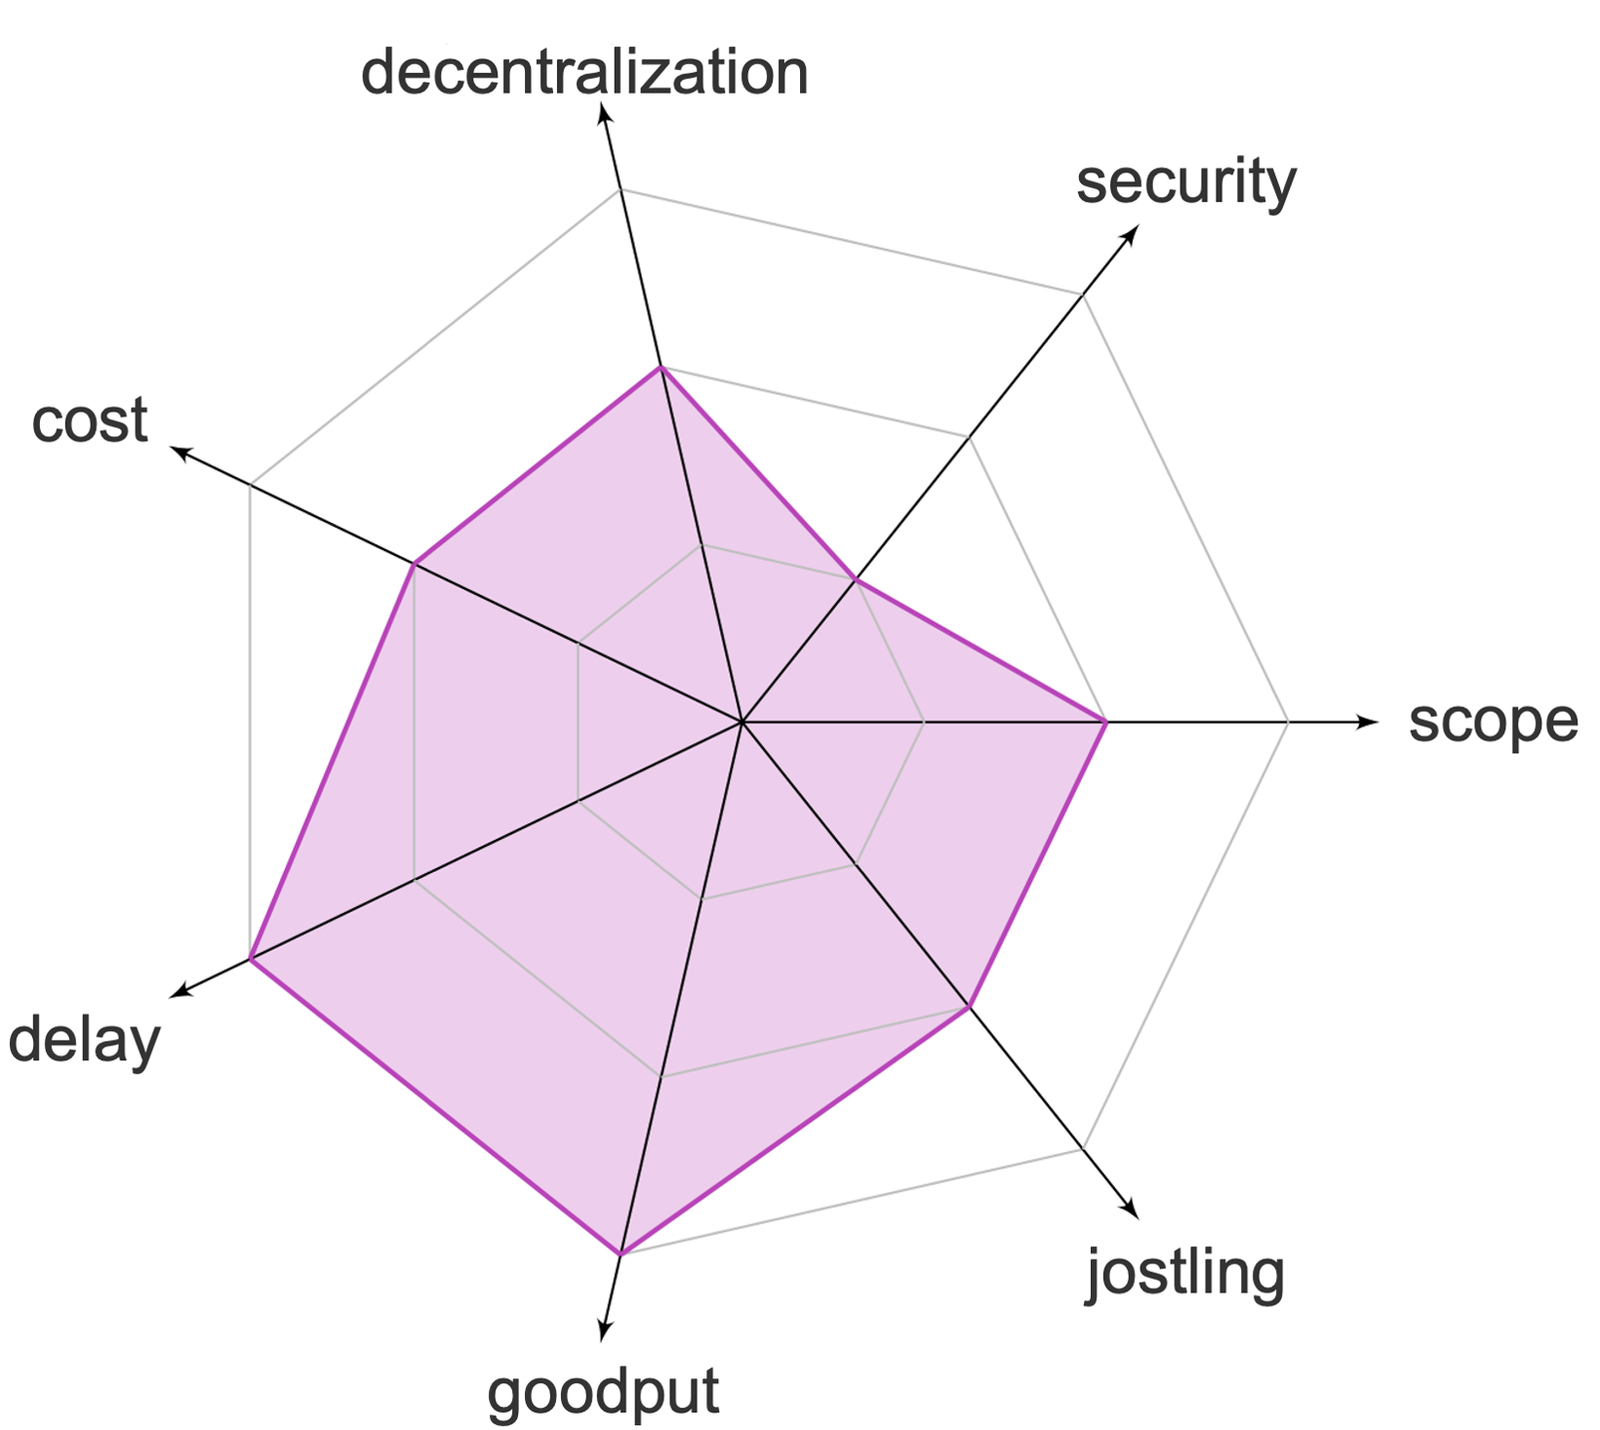 decentralization
security
cost
scope
delay
jostling
goodput